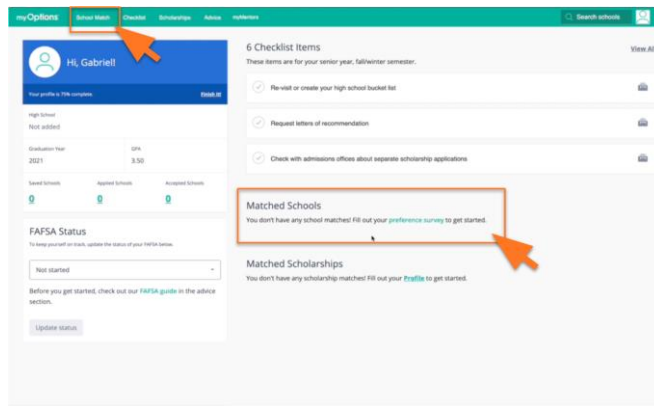 myOptions School Match Checklist Scholarships Advice myMentors Search schools
Hi, Gabriel!
Your profile is 75% complete. Finish it!
High School
Not added
Graduation Year GPA
2021 3.50
Saved Schools Applied Schools Accepted Schools
0 0 0
FAFSA Status
To keep yourself on track, update the status of your FAFSA below.
Not started
Before you get started, check out our FAFSA guide in the advice
section.
Update status
6 Checklist Items View Al
These items are for your senior year, fall/winter semester.
Re-visit or create your high school bucket list
Request letters of recommendation
Check with admissions offices about separate scholarship applications
Matched Schools
You don't have any school matches! Fill out your preference survey to get started.
Matched Scholarships
You don't have any scholarship matches! Fill out your Profile to get started.